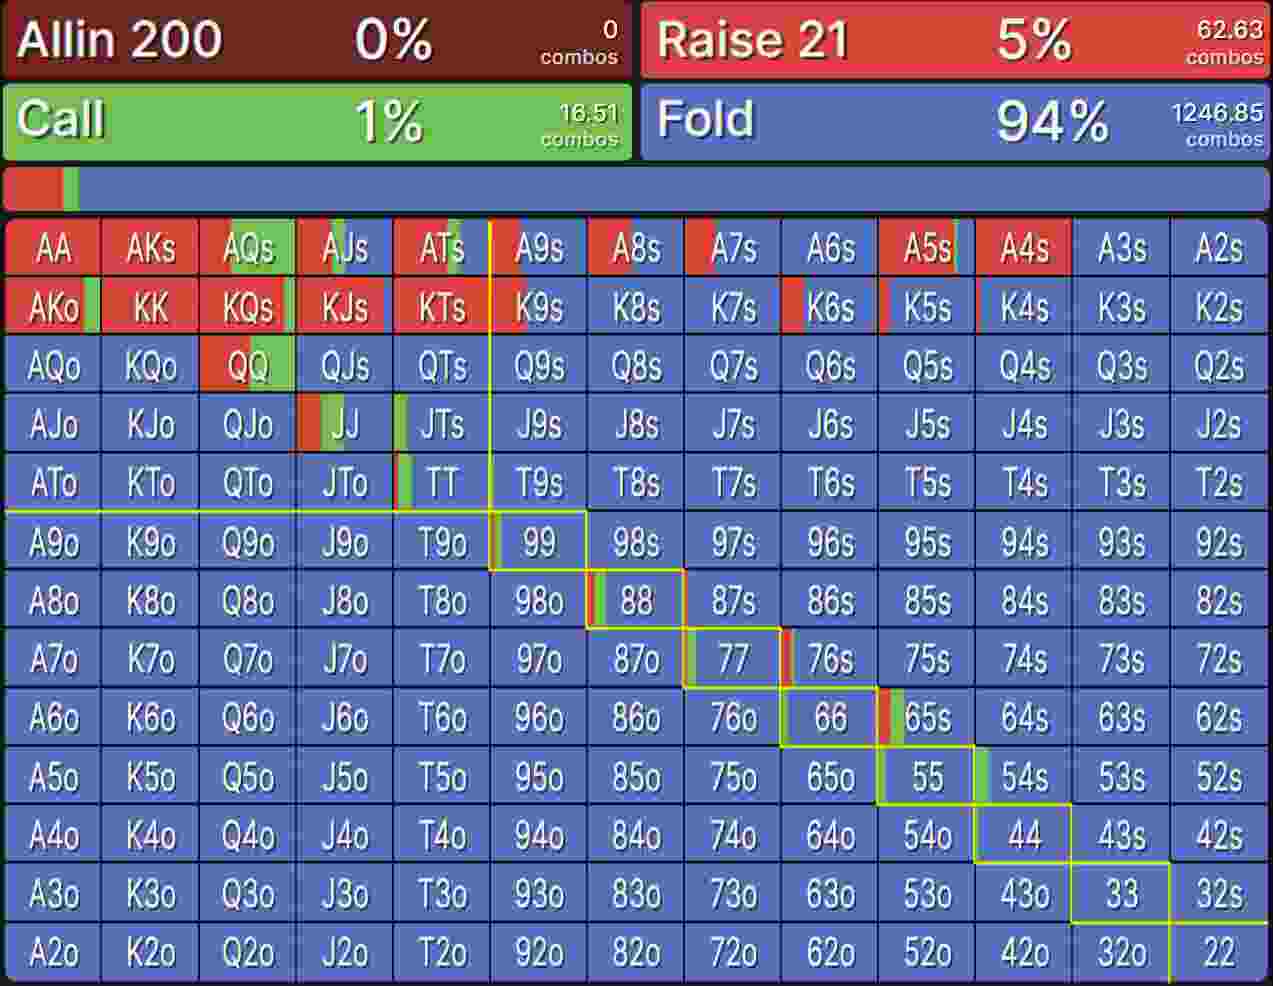 Allin 200 0% 0 combos
Raise 21 5% 62.63 combos
Call 1% 16.51 combos
Fold 94% 1246.85 combos
AA AKs AQs AJs ATs A9s A8s A7s A6s A5s A4s A3s A2s
AKo KK KQs KJs KTs K9s K8s K7s K6s K5s K4s K3s K2s
AQo KQo QQ QJs QTs Q9s Q8s Q7s Q6s Q5s Q4s Q3s Q2s
AJo KJo QJo JJ JTs J9s J8s J7s J6s J5s J4s J3s J2s
ATo KTo QTo JTo TT T9s T8s T7s T6s T5s T4s T3s T2s
A9o K9o Q9o J9o T9o 99 98s 97s 96s 95s 94s 93s 92s
A8o K8o Q8o J8o T8o 98o 88 87s 86s 85s 84s 83s 82s
A7o K7o Q7o J7o T7o 97o 87o 77 76s 75s 74s 73s 72s
A6o K6o Q6o J6o T6o 96o 86o 76o 66 65s 64s 63s 62s
A5o K5o Q5o J5o T5o 95o 85o 75o 65o 55 54s 53s 52s
A4o K4o Q4o J4o T4o 94o 84o 74o 64o 54o 44 43s 42s
A3o K3o Q3o J3o T3o 93o 83o 73o 63o 53o 43o 33 32s
A2o K2o Q2o J2o T2o 92o 82o 72o 62o 52o 42o 32o 22